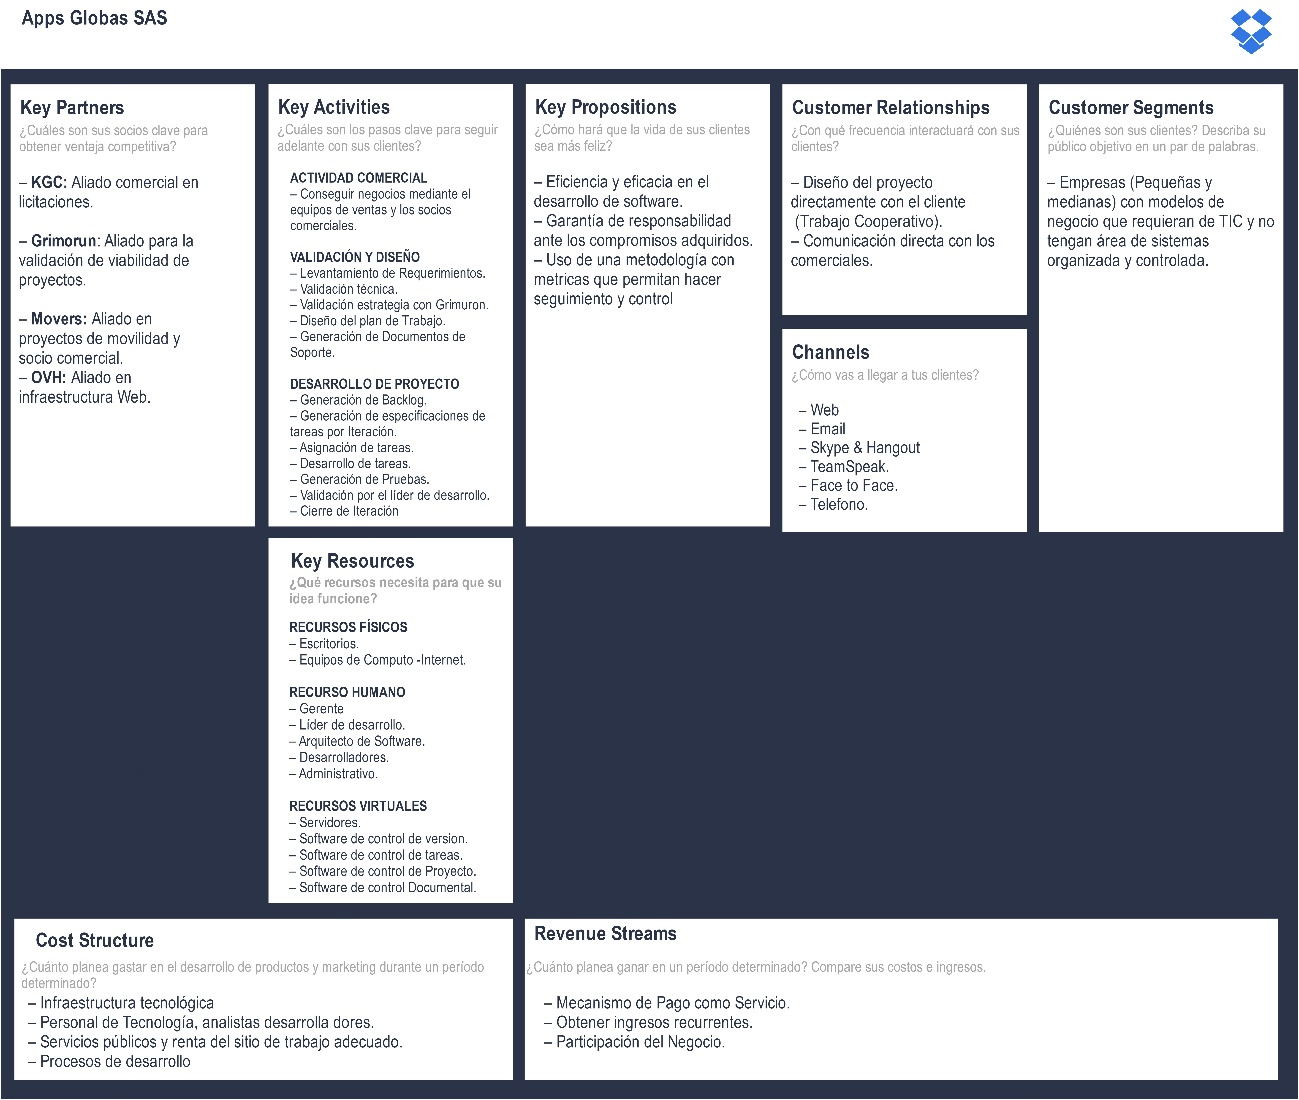 Apps Globas SAS
Key Partners
¿Cuáles son sus socios clave para
obtener ventaja competitiva?
– KGC: Aliado comercial en
licitaciones.
– Grimorun: Aliado para la
validación de viabilidad de
proyectos.
– Movers: Aliado en
proyectos de movilidad y
socio comercial.
– OVH: Aliado en
infraestructura Web.
Key Activities
¿Cuáles son los pasos clave para seguir
adelante con sus clientes?
ACTIVIDAD COMERCIAL
– Conseguir negocios mediante el
equipos de ventas y los socios
comerciales.
VALIDACIÓN Y DISEÑO
– Levantamiento de Requerimientos.
– Validación técnica.
– Validación estrategia con Grimuron.
– Diseño del plan de Trabajo.
– Generación de Documentos de
Soporte.
DESARROLLO DE PROYECTO
– Generación de Backlog.
– Generación de especificaciones de
tareas por Iteración.
– Asignación de tareas.
– Desarrollo de tareas.
– Generación de Pruebas.
– Validación por el líder de desarrollo.
– Cierre de Iteración
Key Resources
¿Qué recursos necesita para que su
idea funcione?
RECURSOS FÍSICOS
– Escritorios.
– Equipos de Computo -Internet.
RECURSO HUMANO
– Gerente
– Líder de desarrollo.
– Arquitecto de Software.
– Desarrolladores.
– Administrativo.
RECURSOS VIRTUALES
– Servidores.
– Software de control de version.
– Software de control de tareas.
– Software de control de Proyecto.
– Software de control Documental.
Key Propositions
¿Cómo hará que la vida de sus clientes
sea más feliz?
– Eficiencia y eficacia en el
desarrollo de software.
– Garantía de responsabilidad
ante los compromisos adquiridos.
– Uso de una metodología con
metricas que permitan hacer
seguimiento y control
Customer Relationships
¿Con qué frecuencia interactuará con sus
clientes?
– Diseño del proyecto
directamente con el cliente
(Trabajo Cooperativo).
– Comunicación directa con los
comerciales.
Channels
¿Cómo vas a llegar a tus clientes?
– Web
– Email
– Skype & Hangout
– TeamSpeak.
– Face to Face.
– Telefono.
Customer Segments
¿Quiénes son sus clientes? Describa su
público objetivo en un par de palabras.
– Empresas (Pequeñas y
medianas) con modelos de
negocio que requieran de TIC y no
tengan área de sistemas
organizada y controlada.
Cost Structure
¿Cuánto planea gastar en el desarrollo de productos y marketing durante un período
determinado?
– Infraestructura tecnológica
– Personal de Tecnología, analistas desarrolla dores.
– Servicios públicos y renta del sitio de trabajo adecuado.
– Procesos de desarrollo
Revenue Streams
¿Cuánto planea ganar en un período determinado? Compare sus costos e ingresos.
– Mecanismo de Pago como Servicio.
– Obtener ingresos recurrentes.
– Participación del Negocio.